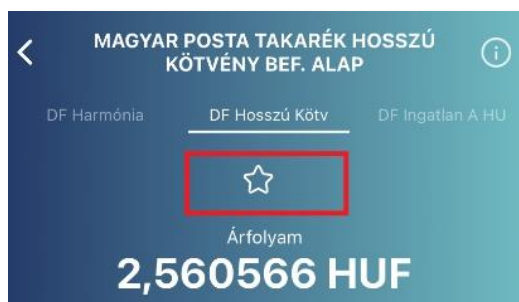 MAGYAR POSTA TAKARÉK HOSSZÚ
KÖTVÉNY BEF. ALAP
DF Harmónia DF Hosszú Kötv DF Ingatlan A HU
Árfolyam
2,560566 HUF